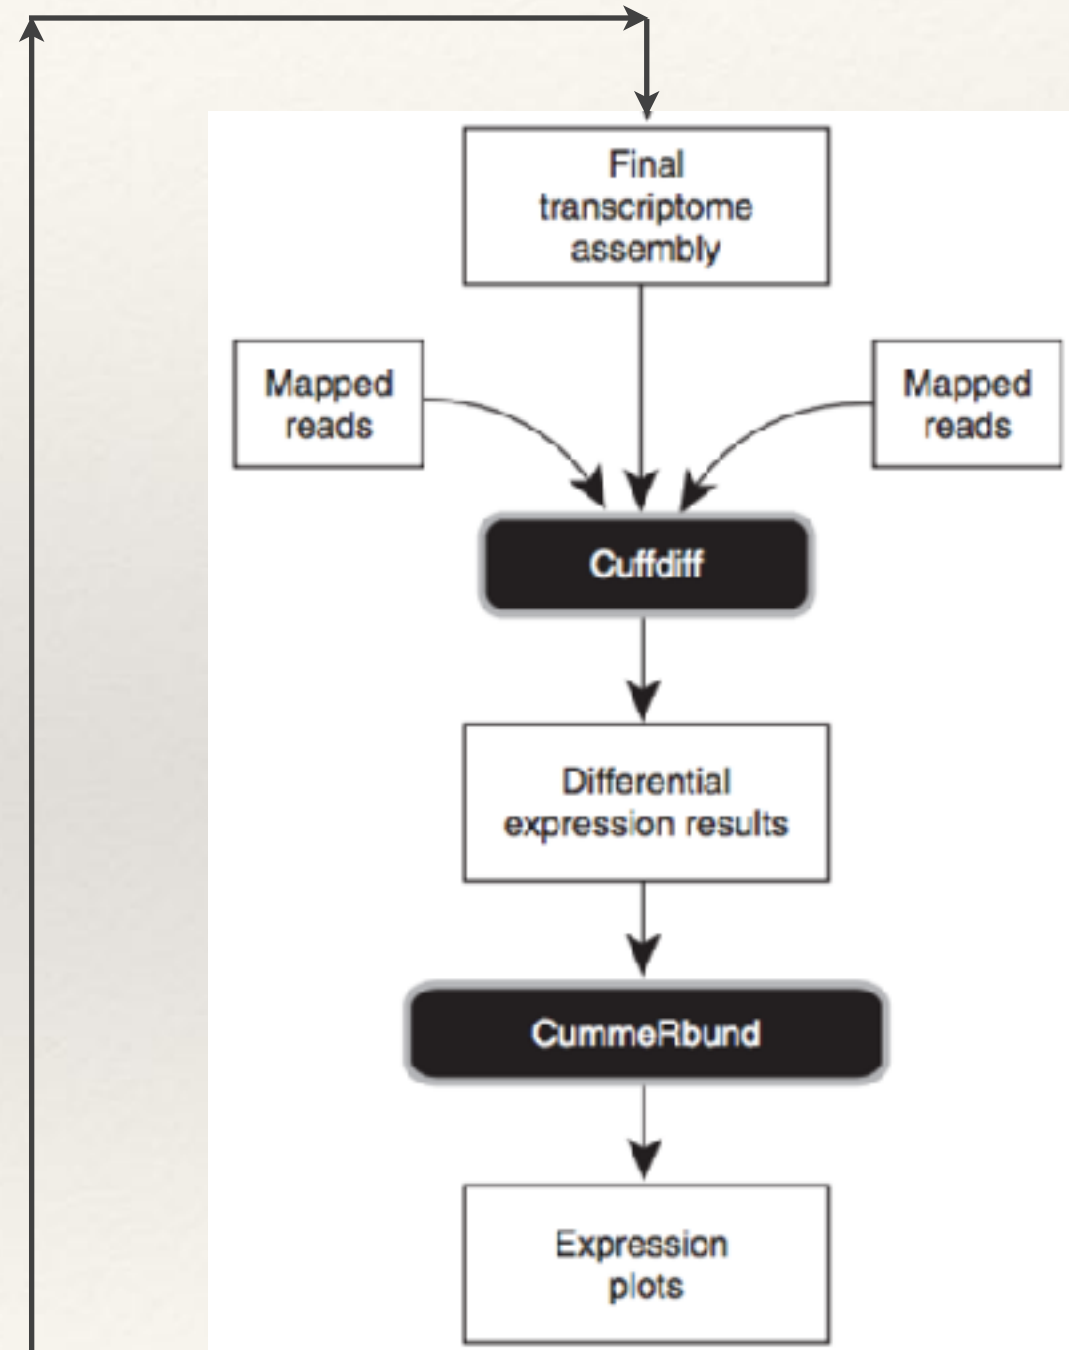 Final
transcriptome
assembly
Mapped
reads
Mapped
reads
Cuffdiff
Differential
expression results
CummeRbund
Expression
plots